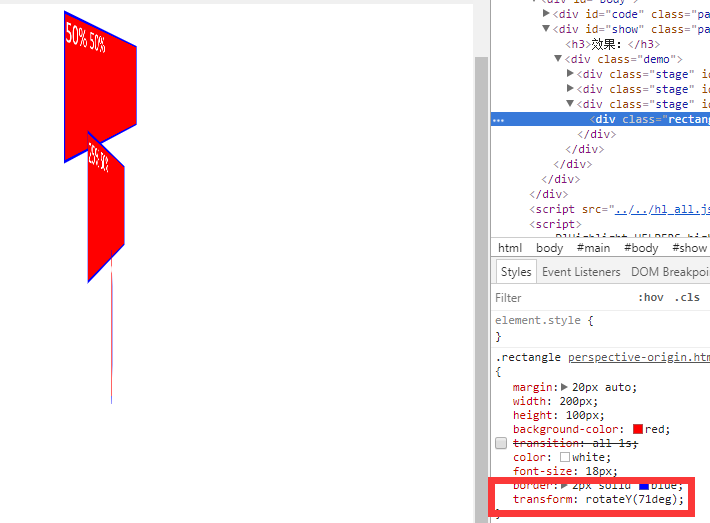 50% 50%
25%
<div id="code" class="pa
<div id="show" class="pa
<h3>效果: </h3>
<div class="demo">
<div class="stage" id
<div class="stage" id
<div class="stage" id
<div class="rectang
</div>
</div>
</div>
</div>
</div>
<script src="../../hl_all.js
<script>
html body #main #body #show
Styles Event Listeners DOM Breakpoi
Filter :hov .cls
element.style {
}
.rectangle perspective-origin.htm
{
margin: 20px auto;
width: 200px;
height: 100px;
background-color: red;
transition: all 1s;
color: white;
font-size: 18px;
border: 2px solid blue;
transform: rotateY(71deg);